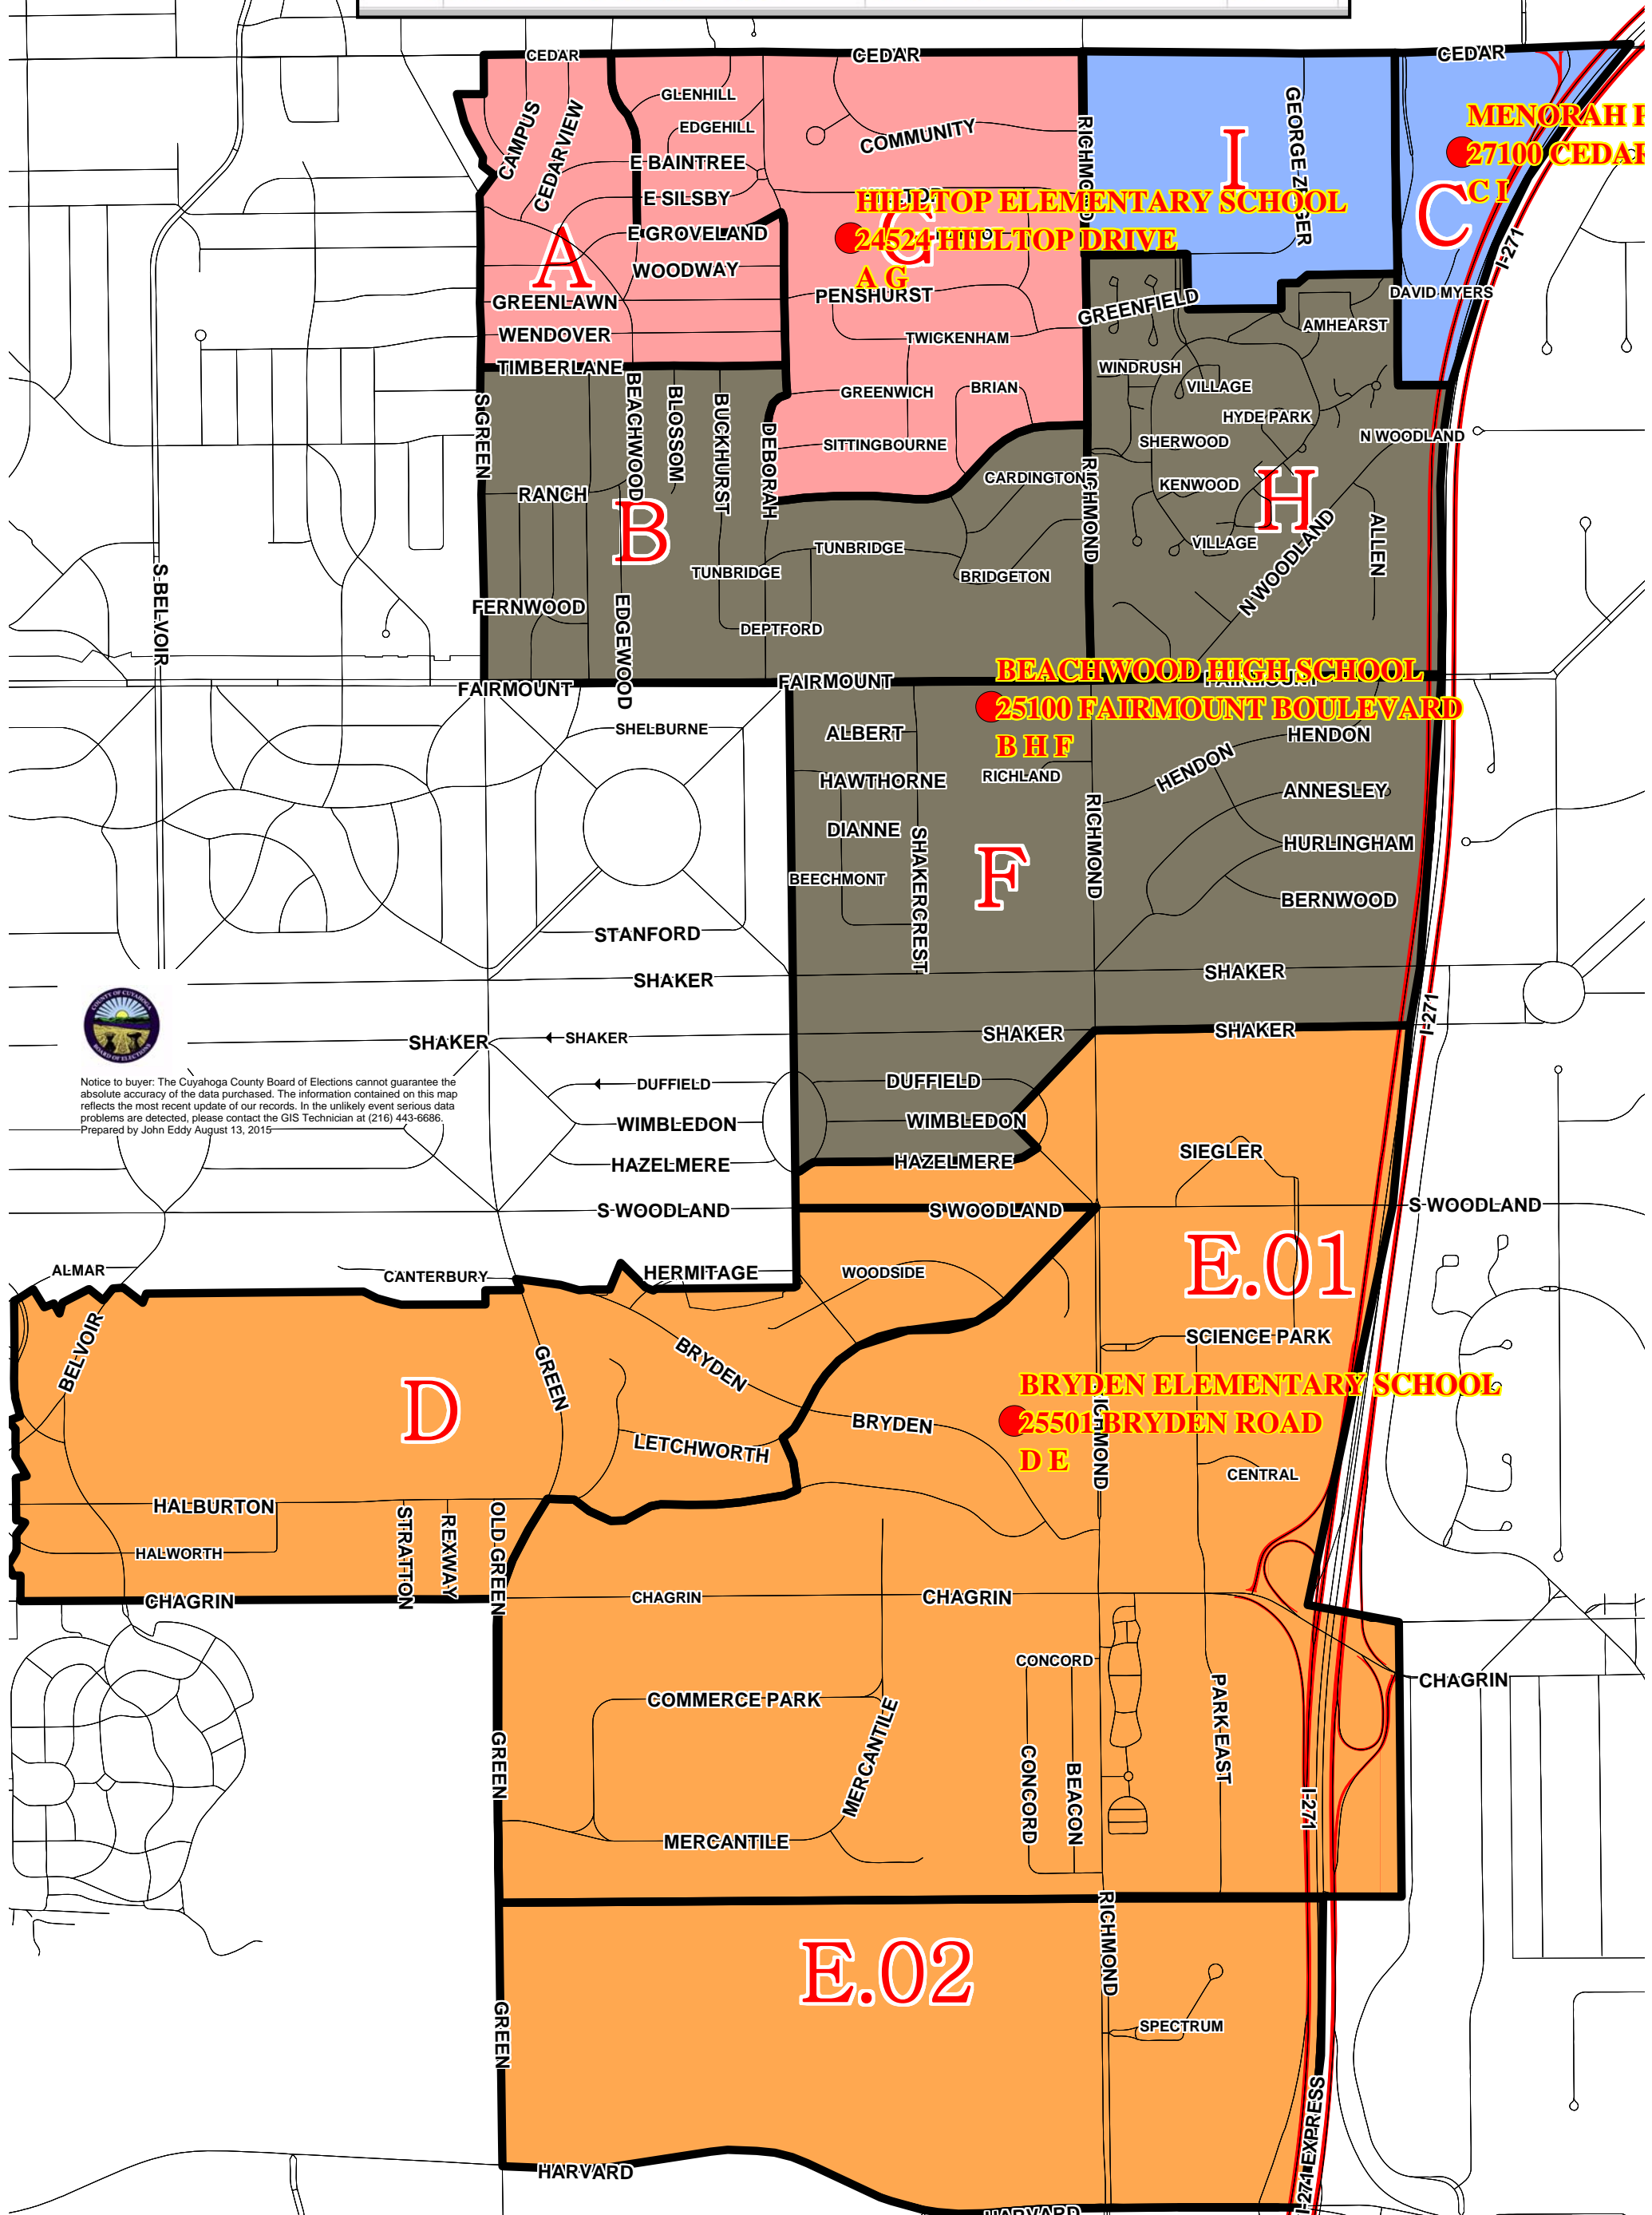 CEDAR
CEDAR
CEDAR
GLENHILL
EDGEHILL
CAMPUS
CEDARVIEW
COMMUNITY
RICHMOND
GEORGE ZEIGER
I
MENORAH
27100 CEDAR
C I
C
E BAINTREE
E SILSBY
HILLTOP
HILLTOP ELEMENTARY SCHOOL
24524 HILLTOP DRIVE
A G
G
E GROVELAND
A
WOODWAY
I-271
GREENLAWN
PENSHURST
GREENFIELD
DAVID MYERS
WENDOVER
TWICKENHAM
AMHEARST
TIMBERLANE
WINDRUSH
VILLAGE
S GREEN
BEACHWOOD
BLOSSOM
BUCKHURST
DEBORAH
GREENWICH
BRIAN
HYDE PARK
SITTINGBOURNE
SHERWOOD
N WOODLAND
CARDINGTON
RICHMOND
KENWOOD
H
RANCH
B
N WOODLAND
ALLEN
VILLAGE
TUNBRIDGE
TUNBRIDGE
BRIDGETON
S BELVOIR
FERNWOOD
EDGEWOOD
DEPTFORD
FAIRMOUNT
FAIRMOUNT
FAIRMOUNT
BEACHWOOD HIGH SCHOOL
25100 FAIRMOUNT BOULEVARD
B H F
SHELBURNE
ALBERT
HENDON
HENDON
HAWTHORNE
RICHLAND
ANNESLEY
DIANNE
SHAKERCREST
RICHMOND
HURLINGHAM
BEECHMONT
F
BERNWOOD
STANFORD
SHAKER
SHAKER
I-271
COUNTY OF CUYAHOGA
BOARD OF ELECTIONS
SHAKER
SHAKER
SHAKER
SHAKER
Notice to buyer: The Cuyahoga County Board of Elections cannot guarantee the
absolute accuracy of the data purchased. The information contained on this map
reflects the most recent update of our records. In the unlikely event serious data
problems are detected, please contact the GIS Technician at (216) 443-6686.
Prepared by John Eddy August 13, 2015
DUFFIELD
DUFFIELD
WIMBLEDON
WIMBLEDON
HAZELMERE
HAZELMERE
SIEGLER
S WOODLAND
S WOODLAND
S WOODLAND
E.01
ALMAR
CANTERBURY
HERMITAGE
WOODSIDE
BELVOIR
GREEN
BRYDEN
SCIENCE PARK
D
BRYDEN ELEMENTARY SCHOOL
25501 BRYDEN ROAD
D E
BRYDEN
RICHMOND
LETCHWORTH
CENTRAL
HALBURTON
STRATTON
REXWAY
OLD GREEN
HALWORTH
CHAGRIN
CHAGRIN
CHAGRIN
CHAGRIN
CONCORD
COMMERCE PARK
MERCANTILE
PARK EAST
GREEN
CONCORD
BEACON
I-271
MERCANTILE
RICHMOND
E.02
GREEN
SPECTRUM
HARVARD
I-271 EXPRESS
HARVARD